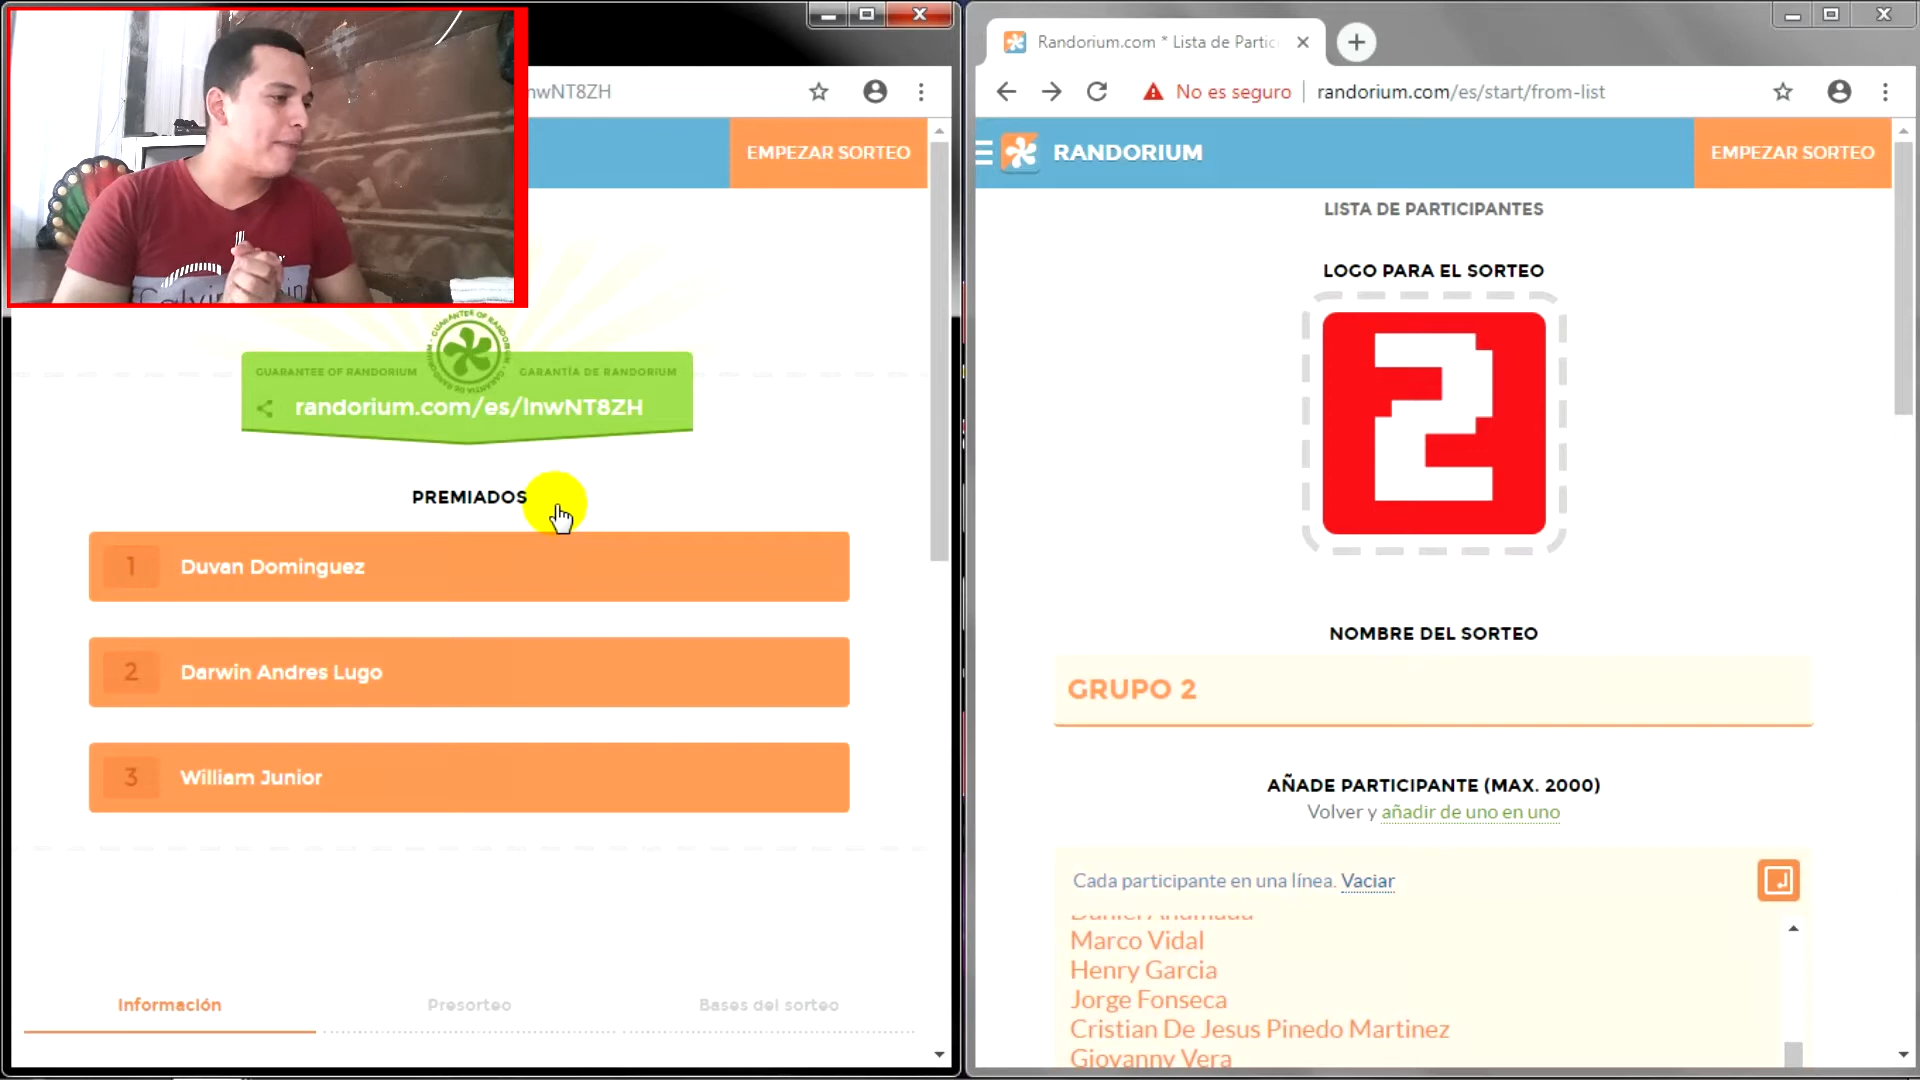 nwNT8ZH
EMPEZAR SORTEO
GUARANTEE OF RANDORIUM
GARANTÍA DE RANDORIUM
randorium.com/es/lnwNT8ZH
PREMIADOS
1 Duvan Dominguez
2 Darwin Andres Lugo
3 William Junior
Información Presorteo Bases del sorteo
Randorium.com * Lista de Partic
No es seguro randorium.com/es/start/from-list
RANDORIUM EMPEZAR SORTEO
LISTA DE PARTICIPANTES
LOGO PARA EL SORTEO
2
NOMBRE DEL SORTEO
GRUPO 2
AÑADE PARTICIPANTE (MAX. 2000)
Volver y añadir de uno en uno
Cada participante en una línea. Vaciar
Marco Vidal
Henry Garcia
Jorge Fonseca
Cristian De Jesus Pinedo Martinez
Giovanny Vera